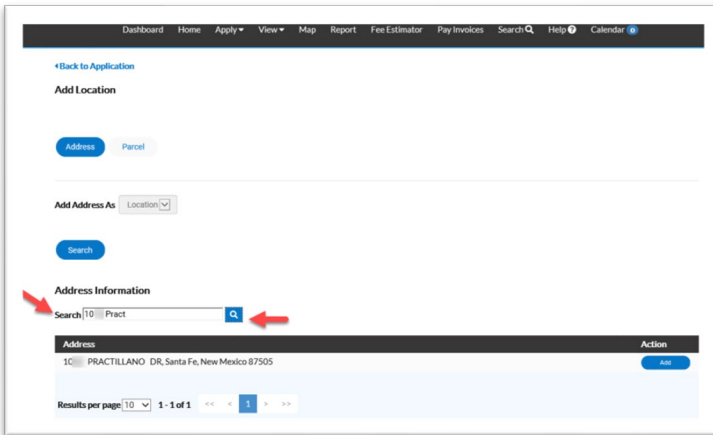 Dashboard Home Apply View Map Report Fee Estimator Pay Invoices Search Help Calendar 0
Back to Application
Add Location
Address Parcel
Add Address As Location
Search
Address Information
Search 10 Pract
Address Action
10 PRACTILLANO DR, Santa Fe, New Mexico 87505 Add
Results per page 10 1 - 1 of 1 << < 1 > >>